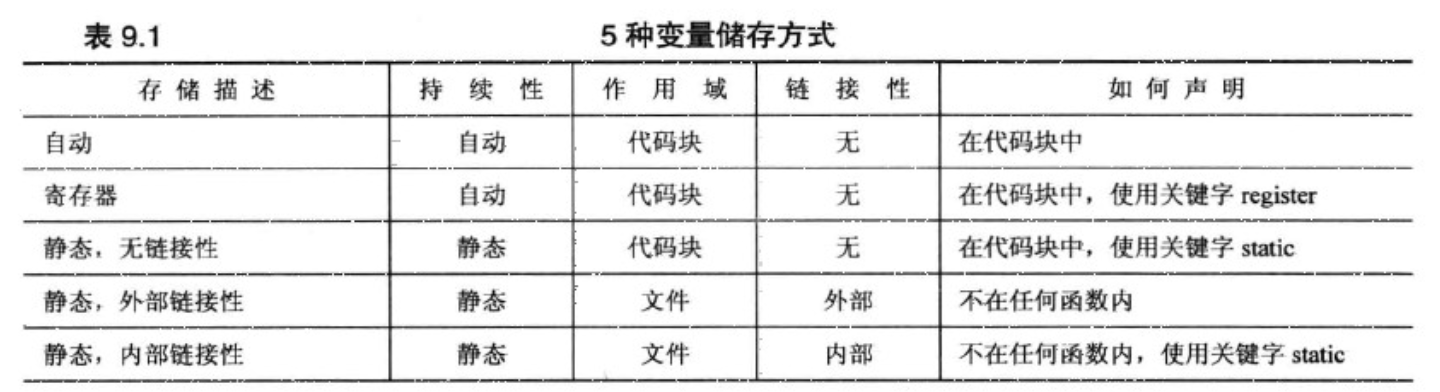 表 9.1 5 种变量储存方式
存储描述 持续性 作用域 链接性 如何声明
自动 自动 代码块 无 在代码块中
寄存器 自动 代码块 无 在代码块中，使用关键字 register
静态，无链接性 静态 代码块 无 在代码块中，使用关键字 static
静态，外部链接性 静态 文件 外部 不在任何函数内
静态，内部链接性 静态 文件 内部 不在任何函数内，使用关键字 static